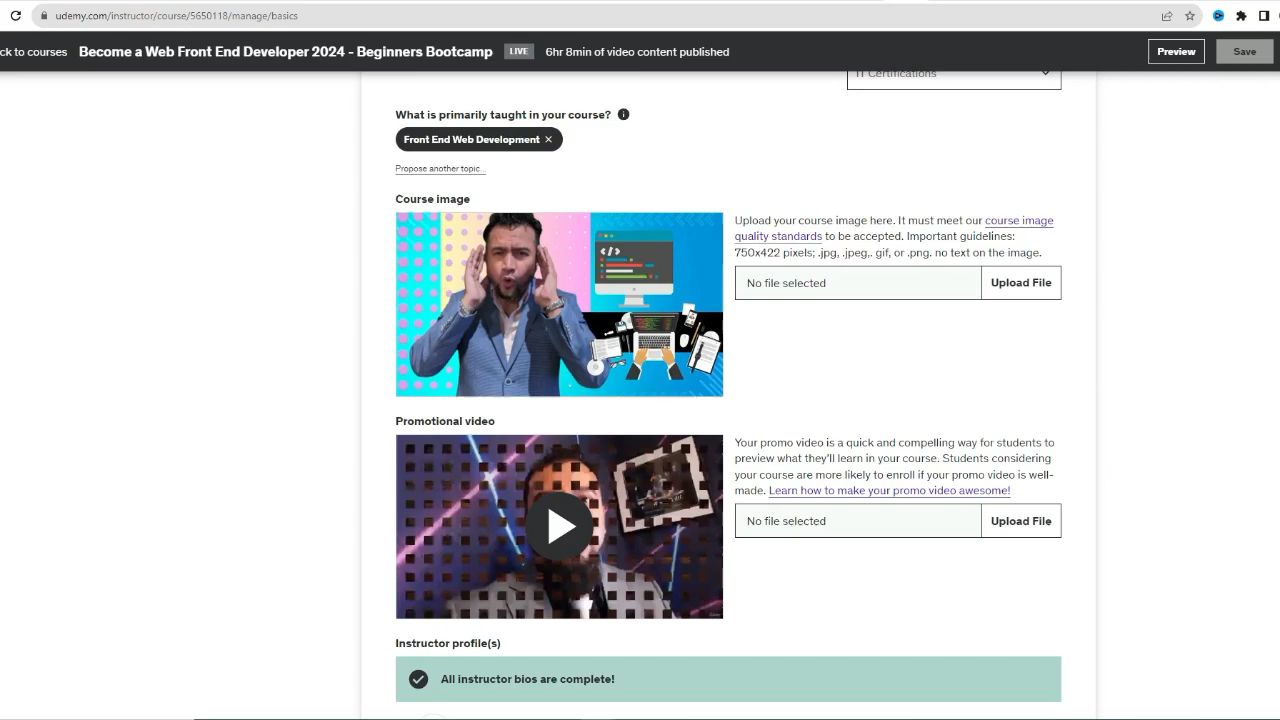 udemy.com/instructor/course/5650118/manage/basics
ck to courses Become a Web Front End Developer 2024 - Beginners Bootcamp LIVE 6hr 8min of video content published Preview Save
IT Certifications
What is primarily taught in your course?
Front End Web Development ×
Propose another topic...
Course image
Upload your course image here. It must meet our course image
quality standards to be accepted. Important guidelines:
750x422 pixels; .jpg, .jpeg,. gif, or .png. no text on the image.
No file selected Upload File
Promotional video
Your promo video is a quick and compelling way for students to
preview what they'll learn in your course. Students considering
your course are more likely to enroll if your promo video is well-
made. Learn how to make your promo video awesome!
No file selected Upload File
Instructor profile(s)
All instructor bios are complete!